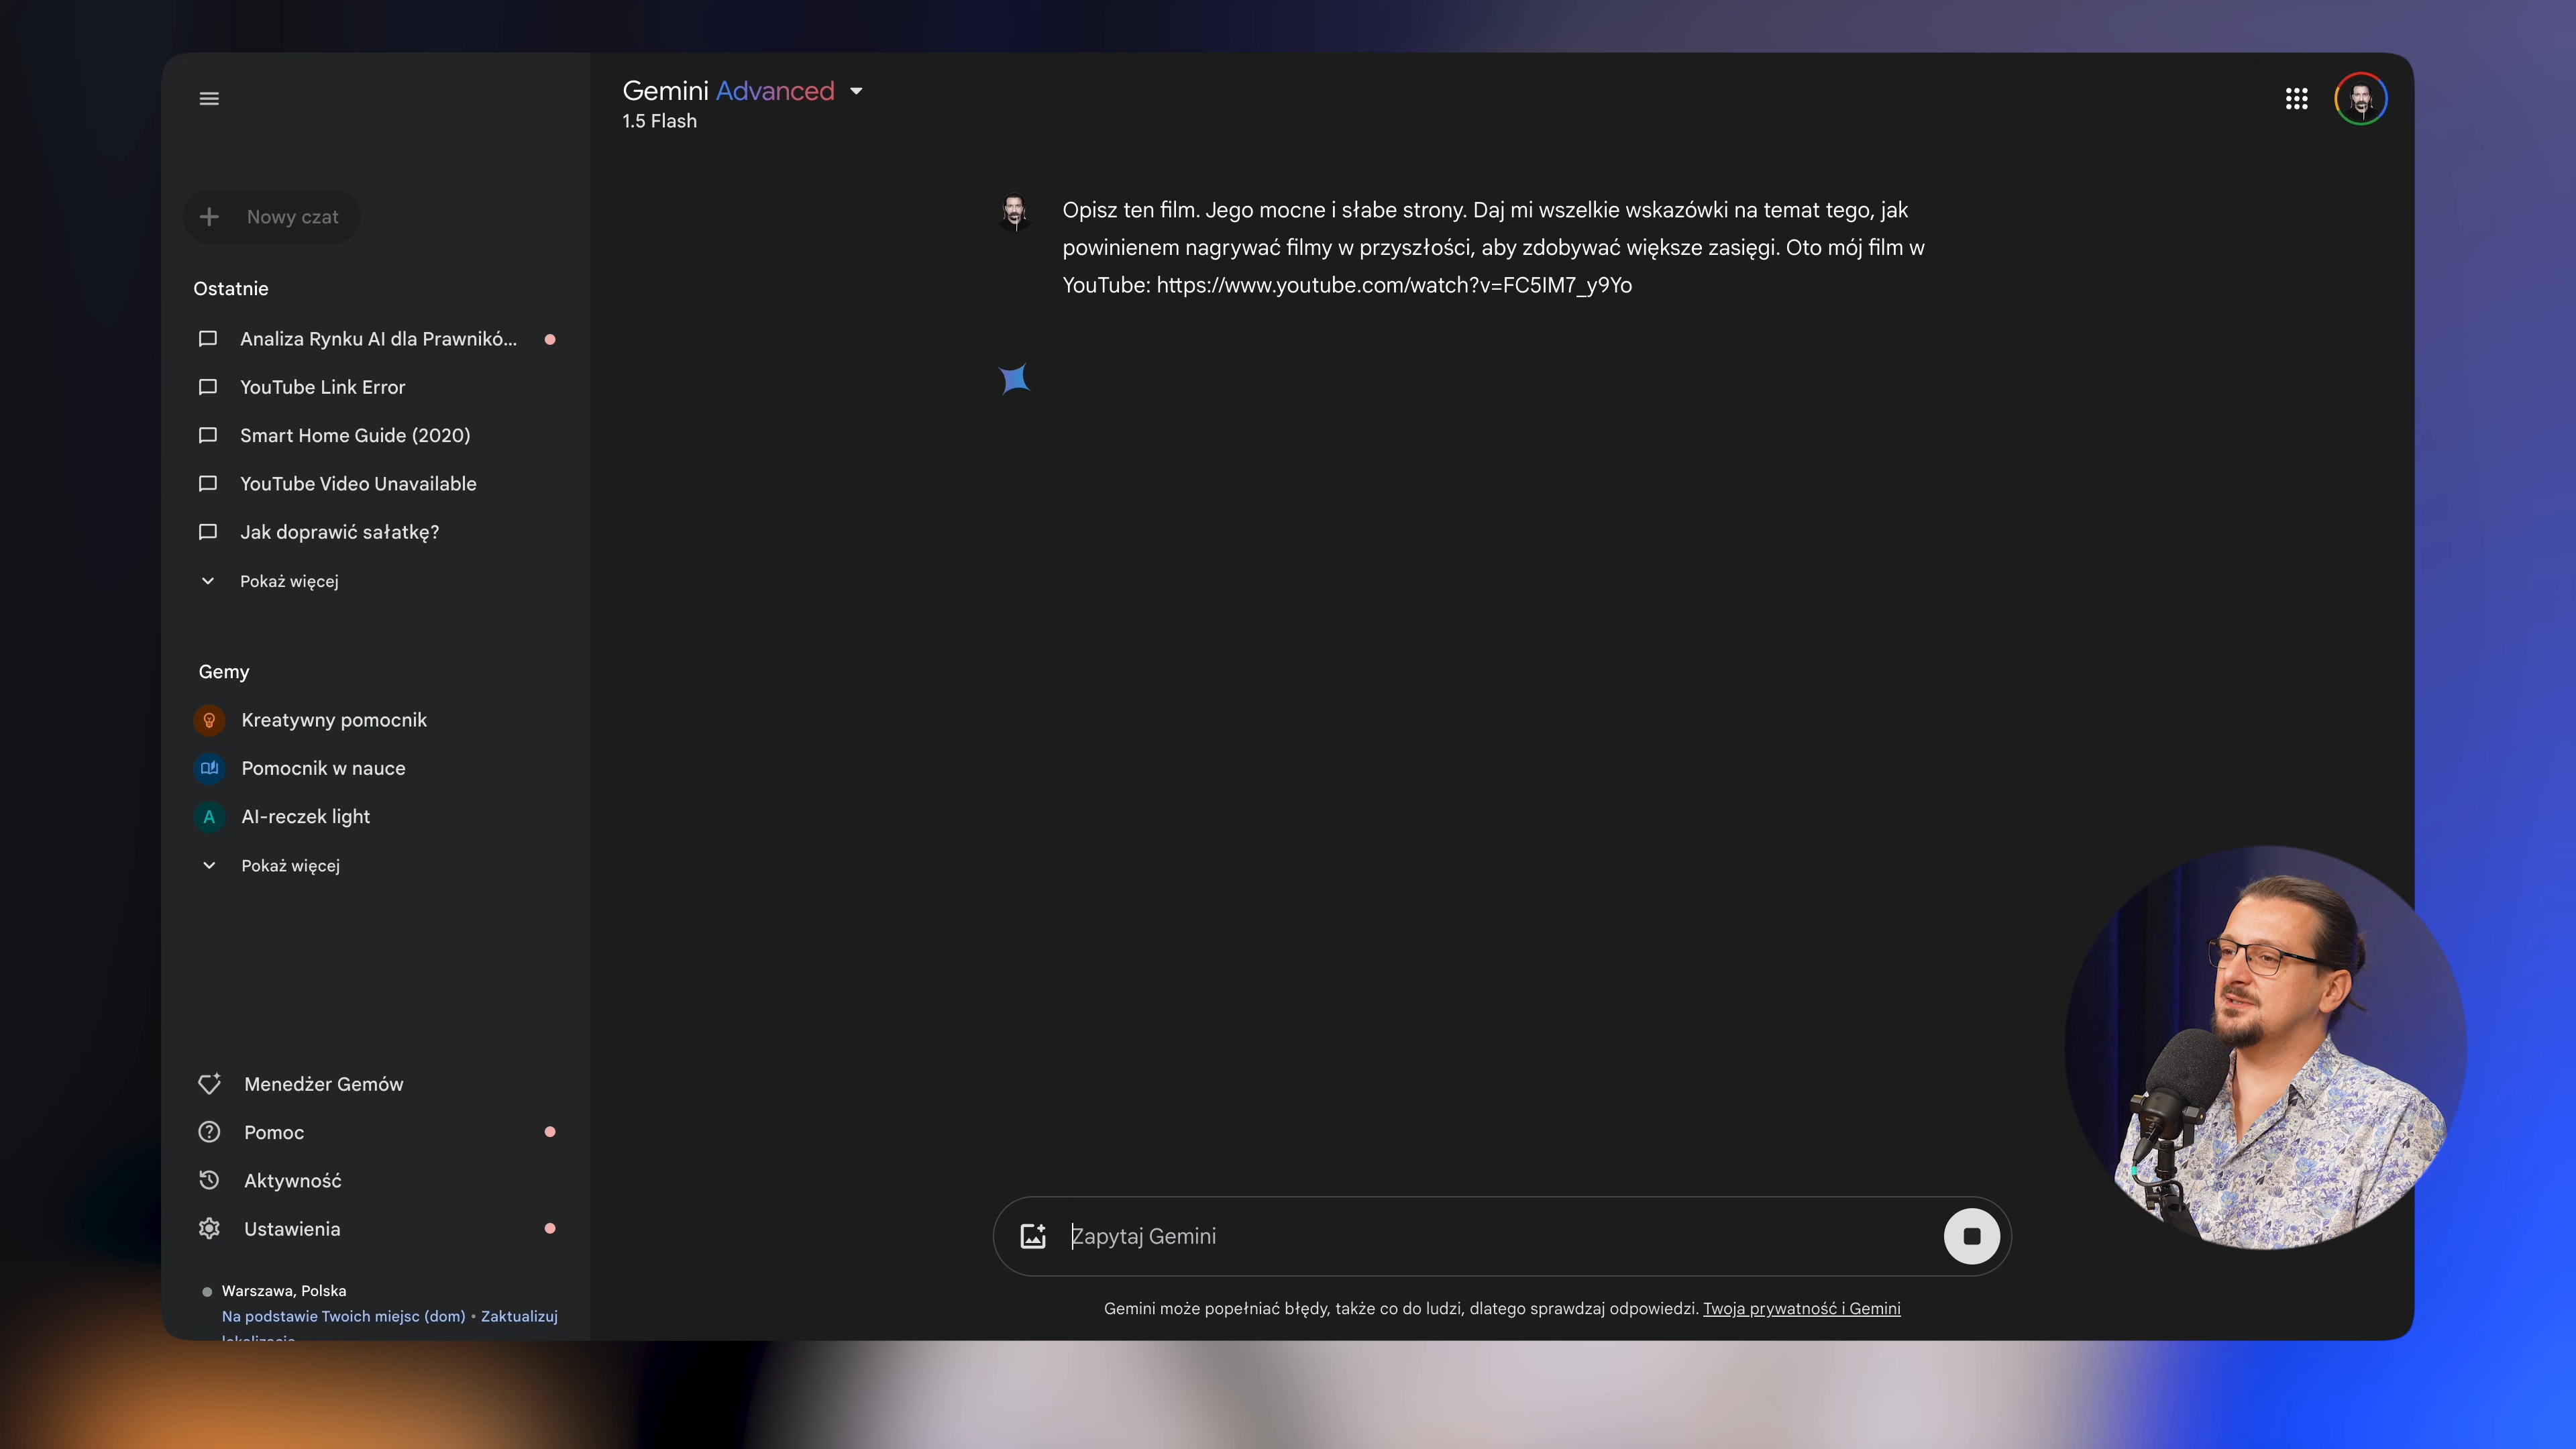 Gemini Advanced
1.5 Flash
Nowy czat
Ostatnie
Analiza Rynku AI dla Prawnikó...
YouTube Link Error
Smart Home Guide (2020)
YouTube Video Unavailable
Jak doprawić sałatkę?
Pokaż więcej
Gemy
Kreatywny pomocnik
Pomocnik w nauce
A AI-reczek light
Pokaż więcej
Menedżer Gemów
Pomoc
Aktywność
Ustawienia
Warszawa, Polska
Na podstawie Twoich miejsc (dom) • Zaktualizuj
Opisz ten film. Jego mocne i słabe strony. Daj mi wszelkie wskazówki na temat tego, jak
powinienem nagrywać filmy w przyszłości, aby zdobywać większe zasięgi. Oto mój film w
YouTube: https://www.youtube.com/watch?v=FC5IM7_y9Yo
Zapytaj Gemini
Gemini może popełniać błędy, także co do ludzi, dlatego sprawdzaj odpowiedzi. Twoja prywatność i Gemini